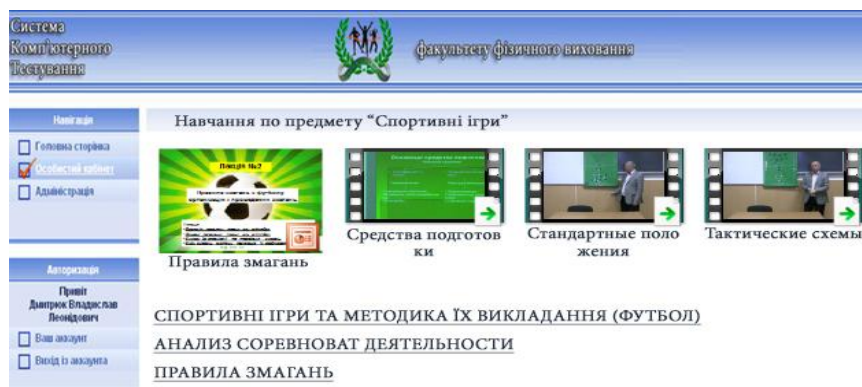 Система
Комп'ютерного
Тестування
факультету фізичного виховання
Навігація
Головна сторінка
Особистий кабінет
Адміністрація
Авторизація
Привіт
Дмитрюк Владислав
Леонідович
Ваш аккаунт
Вихід із аккаунта
Навчання по предмету “Спортивні ігри”
Лекція №2
Правила змагань
Средства подготов
ки
Стандартные поло
жения
Тактические схемы
СПОРТИВНІ ІГРИ ТА МЕТОДИКА ЇХ ВИКЛАДАННЯ (ФУТБОЛ)
АНАЛИЗ СОРЕВНОВАТ ДЕЯТЕЛЬНОСТИ
ПРАВИЛА ЗМАГАНЬ